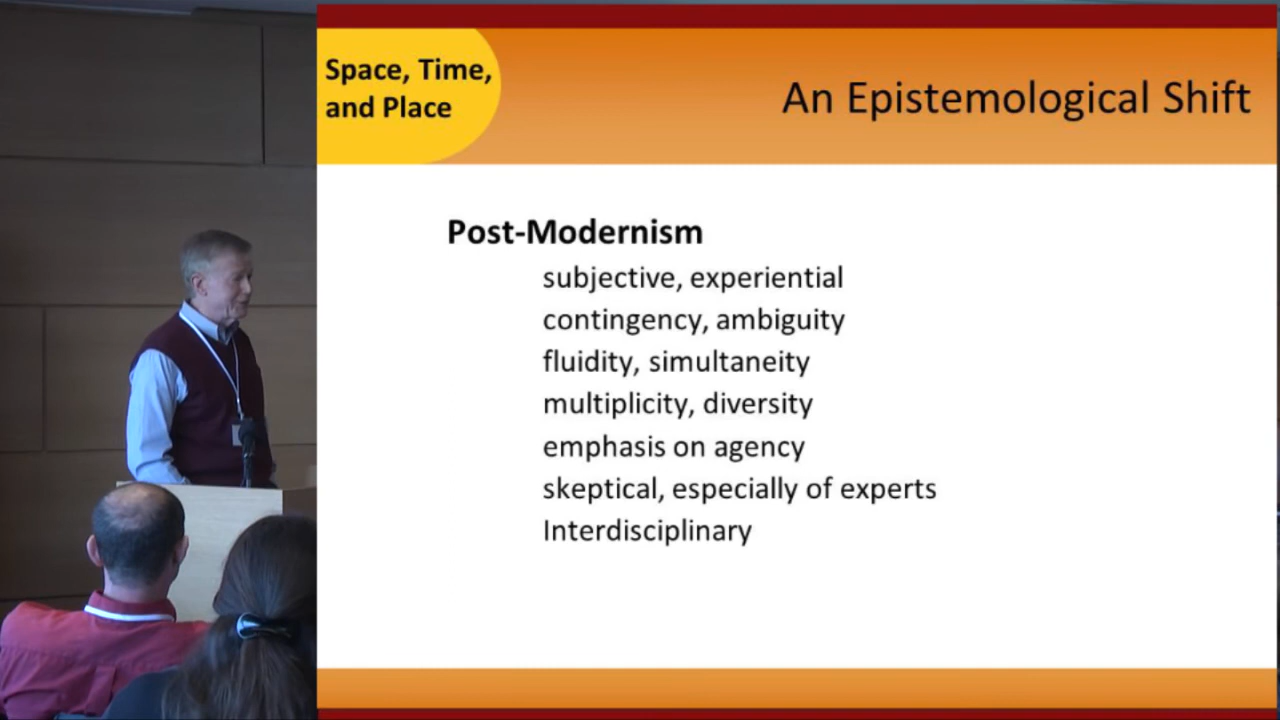 Space, Time,
and Place
An Epistemological Shift
Post-Modernism
subjective, experiential
contingency, ambiguity
fluidity, simultaneity
multiplicity, diversity
emphasis on agency
skeptical, especially of experts
Interdisciplinary